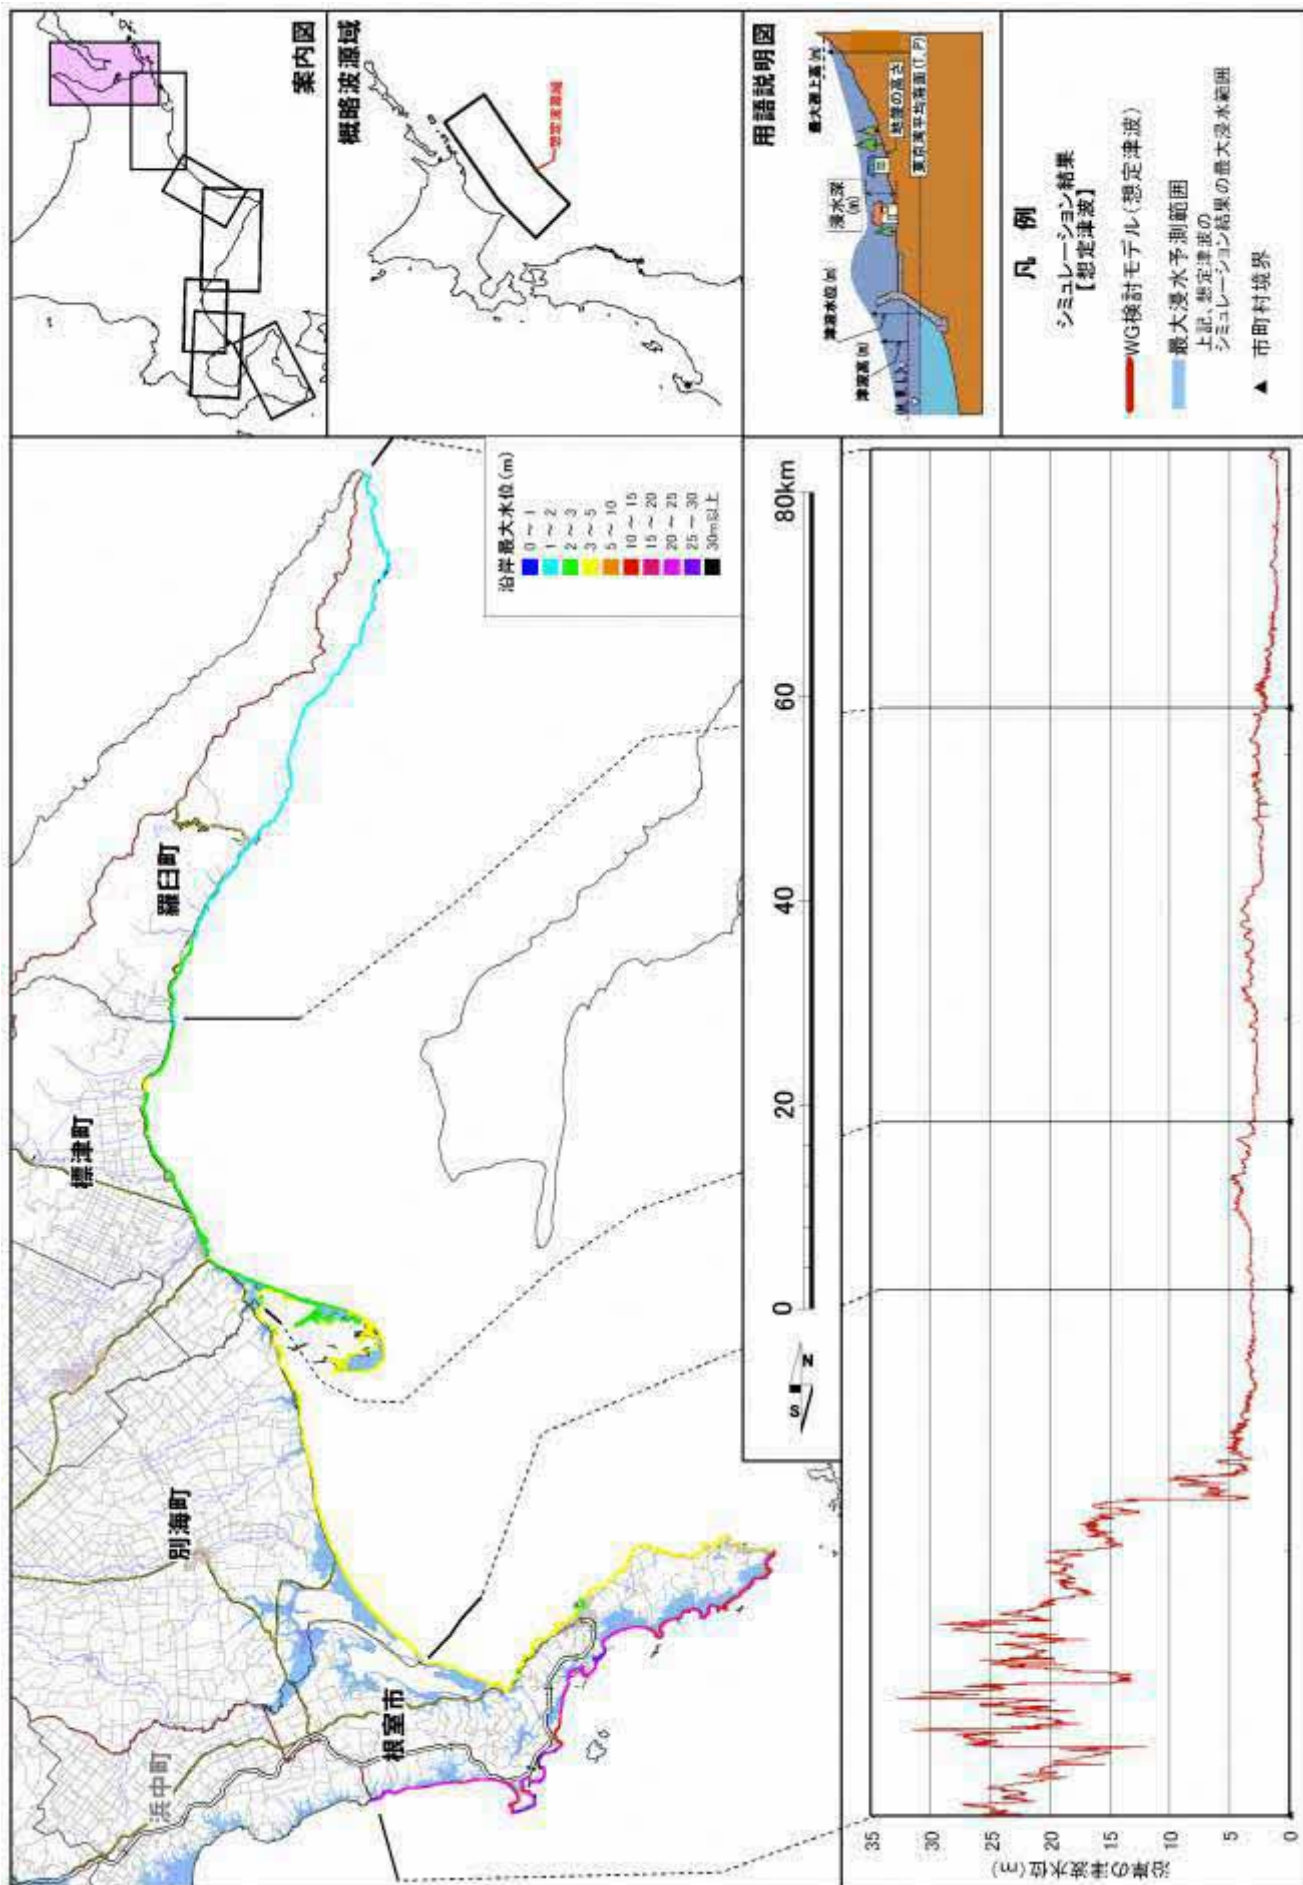 案内図
概略波源域
想定波源域
用語説明図
最大遡上高(m)
浸水深
(m)
津波水位(m)
津波高(m)
地盤の高さ
東京湾平均海面(T.P)
凡 例
シミュレーション結果
【想定津波】
WG検討モデル(想定津波)
最大浸水予測範囲
上記、想定津波の
シミュレーション結果の最大浸水範囲
▲ 市町村境界
羅臼町
標津町
別海町
根室市
浜中町
沿岸最大水位(m)
0 ～ 1
1 ～ 2
2 ～ 3
3 ～ 5
5 ～ 10
10 ～ 15
15 ～ 20
20 ～ 25
25 ～ 30
30m以上
S N
0 20 40 60 80km
沿岸の津波水位(m)
35
30
25
20
15
10
5
0